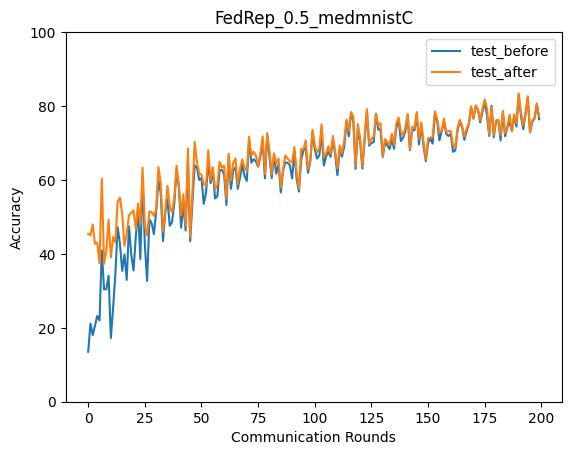 FedRep_0.5_medmnistC
test_before
test_after
Accuracy
100
80
60
40
20
0
0 25 50 75 100 125 150 175 200
Communication Rounds